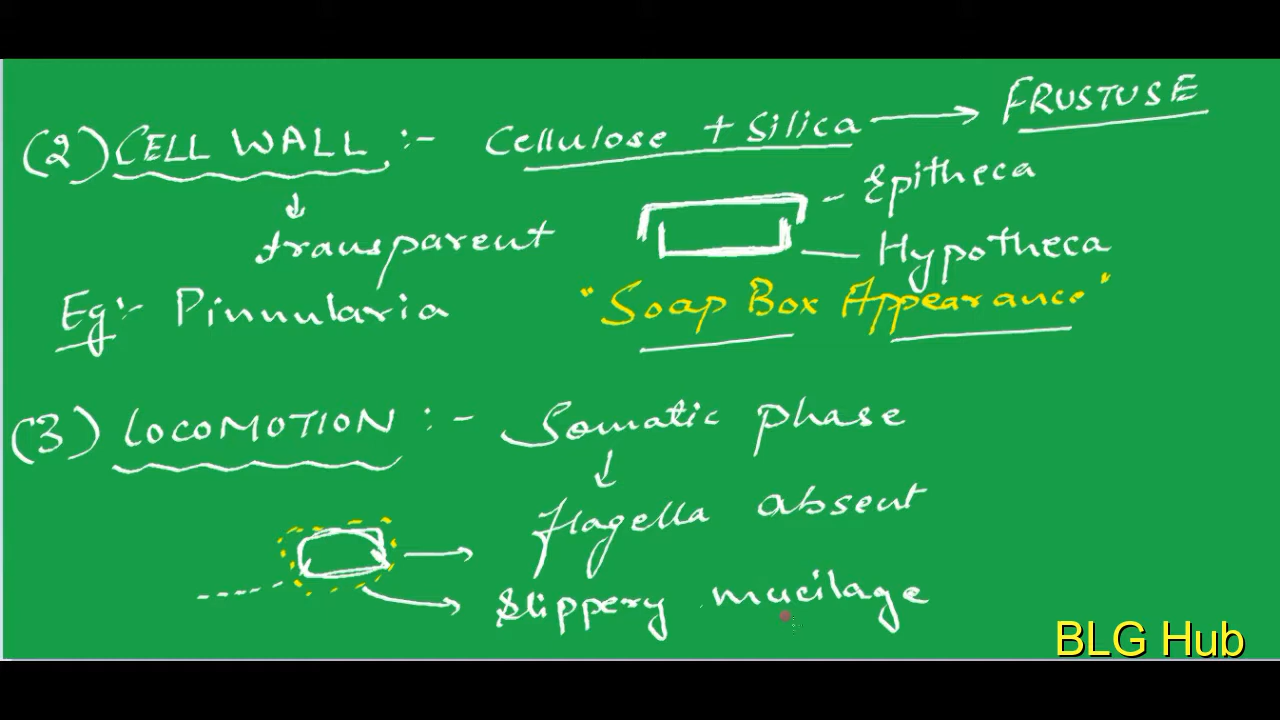 (2) CELL WALL :- Cellulose + Silica → FRUSTUSE
↓
transparent
Epitheca
Hypotheca
Eg:- Pinnularia
"Soap Box Appearance"
(3) LOCOMOTION :- Somatic phase
↓
flagella absent
Slippery mucilage
BLG Hub